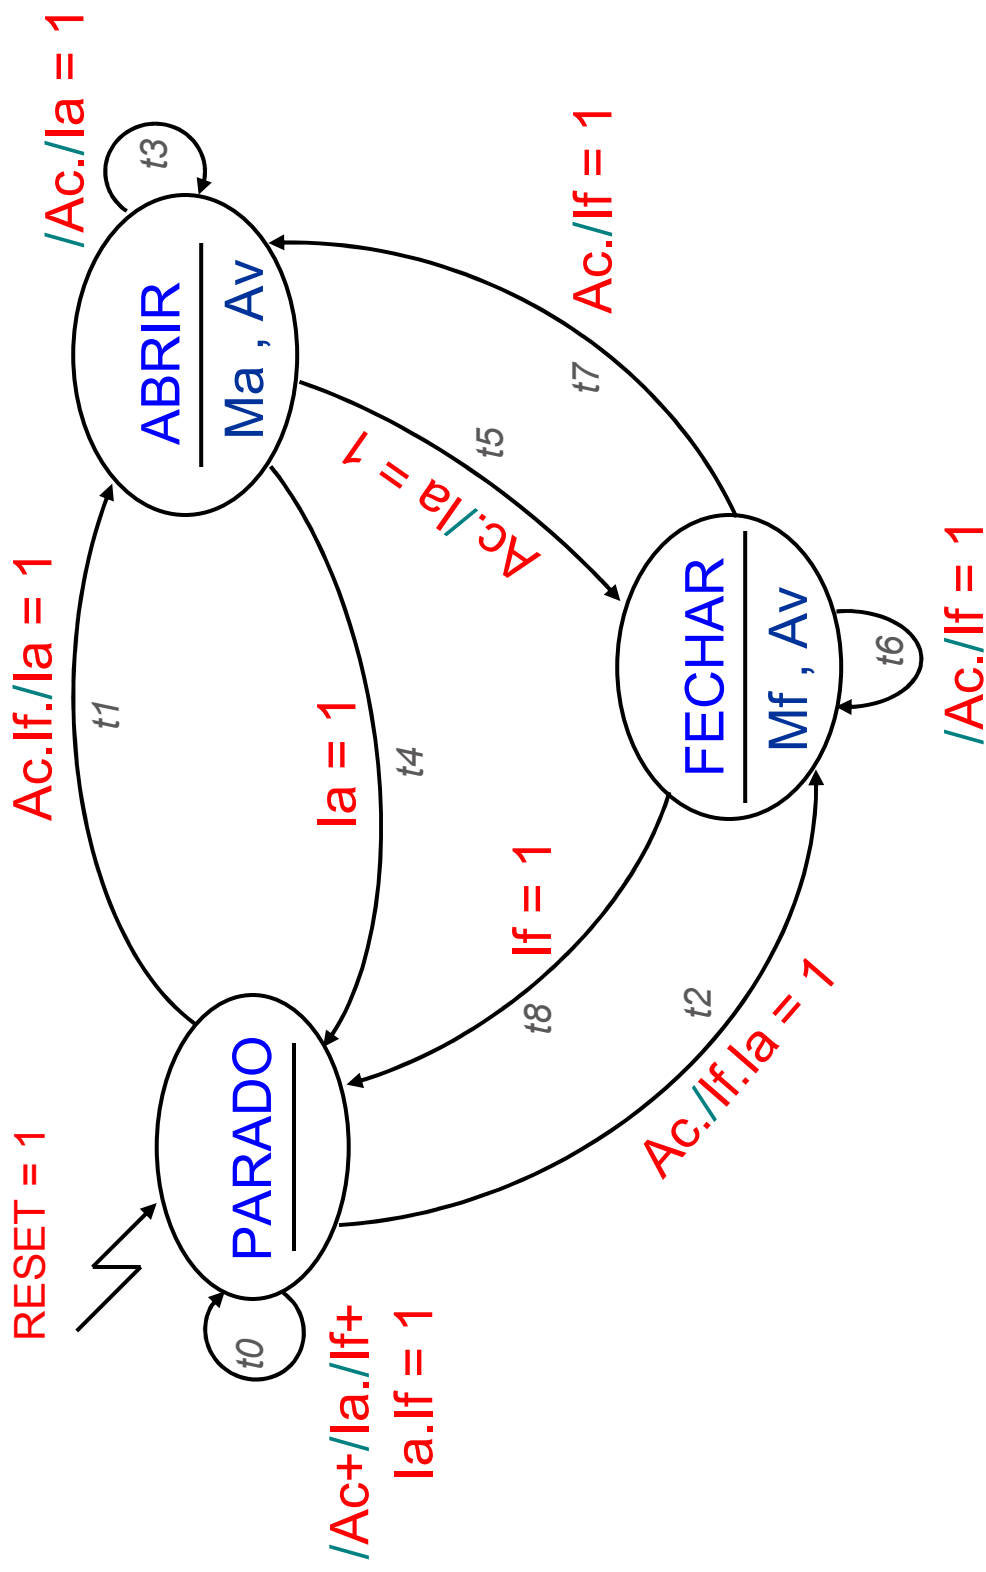 RESET = 1
PARADO
t0
/Ac+/Ia./If+
Ia.If = 1
Ac.If./Ia = 1
t1
ABRIR
Ma , Av
t3
/Ac./Ia = 1
Ia = 1
t4
Ac./Ia = 1
t5
Ac./If = 1
t7
If = 1
t8
FECHAR
Mf , Av
t6
/Ac./If = 1
t2
Ac./If.Ia = 1